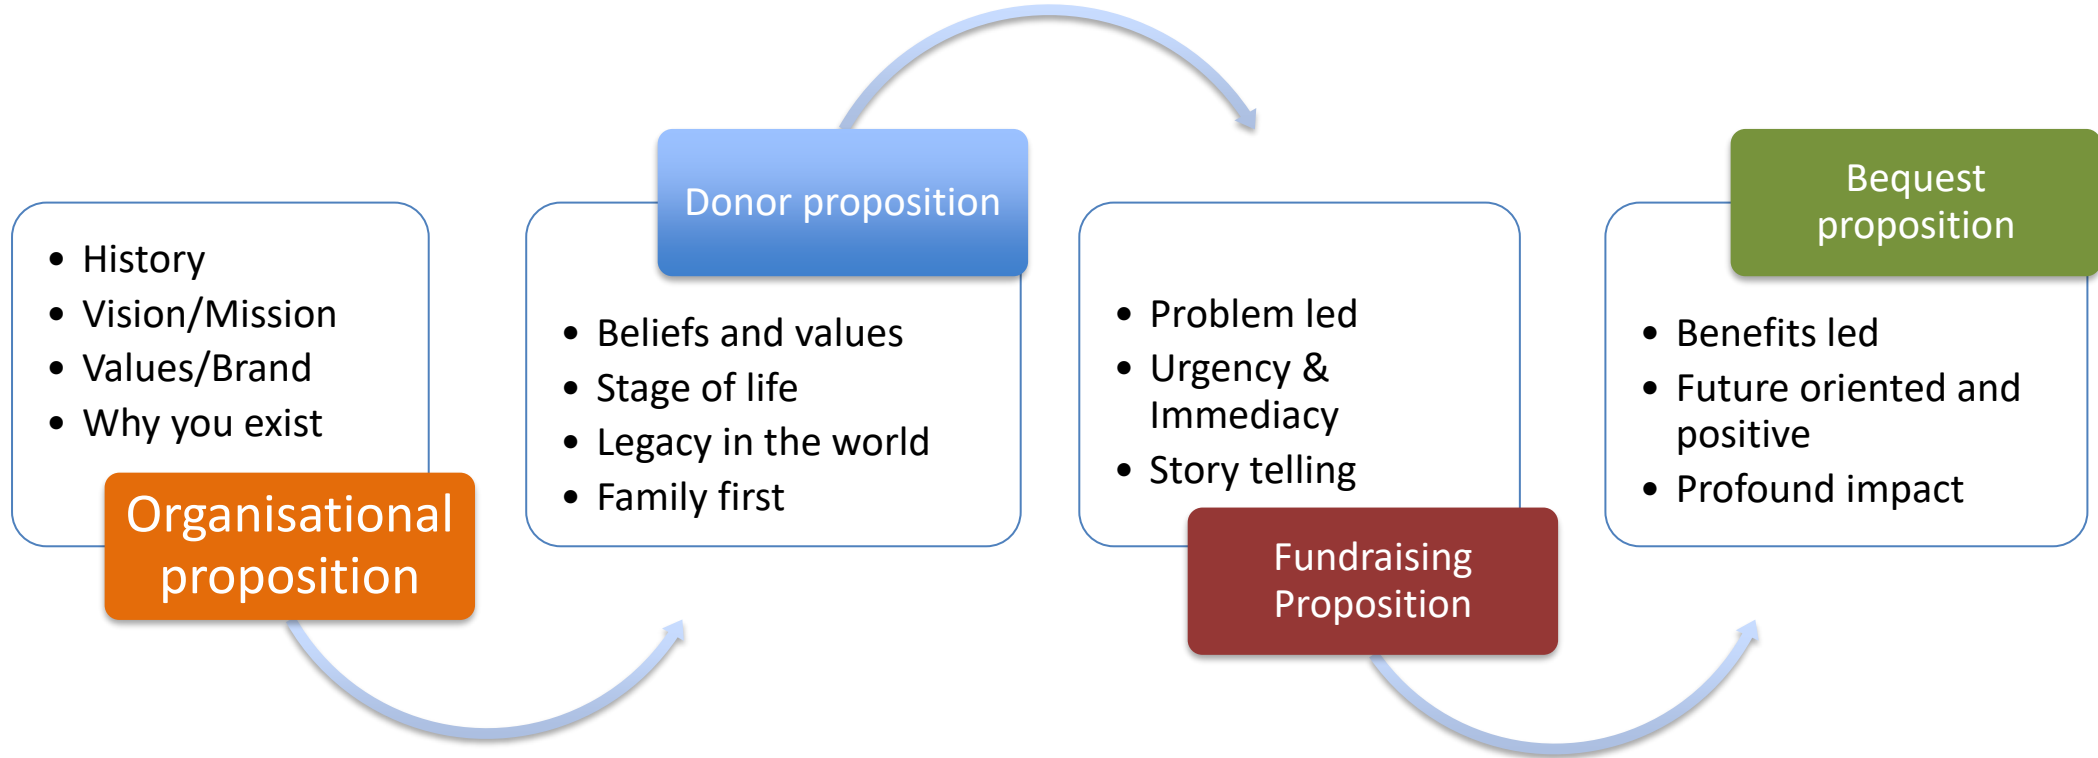 • History
• Vision/Mission
• Values/Brand
• Why you exist
Organisational
proposition
Donor proposition
• Beliefs and values
• Stage of life
• Legacy in the world
• Family first
• Problem led
• Urgency &
Immediacy
• Story telling
Fundraising
Proposition
Bequest
proposition
• Benefits led
• Future oriented and
positive
• Profound impact